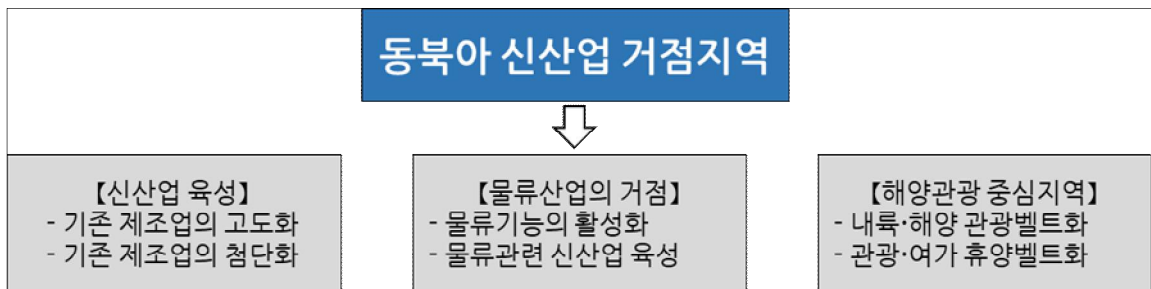 동북아 신산업 거점지역
【신산업 육성】
- 기존 제조업의 고도화
- 기존 제조업의 첨단화
【물류산업의 거점】
- 물류기능의 활성화
- 물류관련 신산업 육성
【해양관광 중심지역】
- 내륙·해양 관광벨트화
- 관광·여가 휴양벨트화